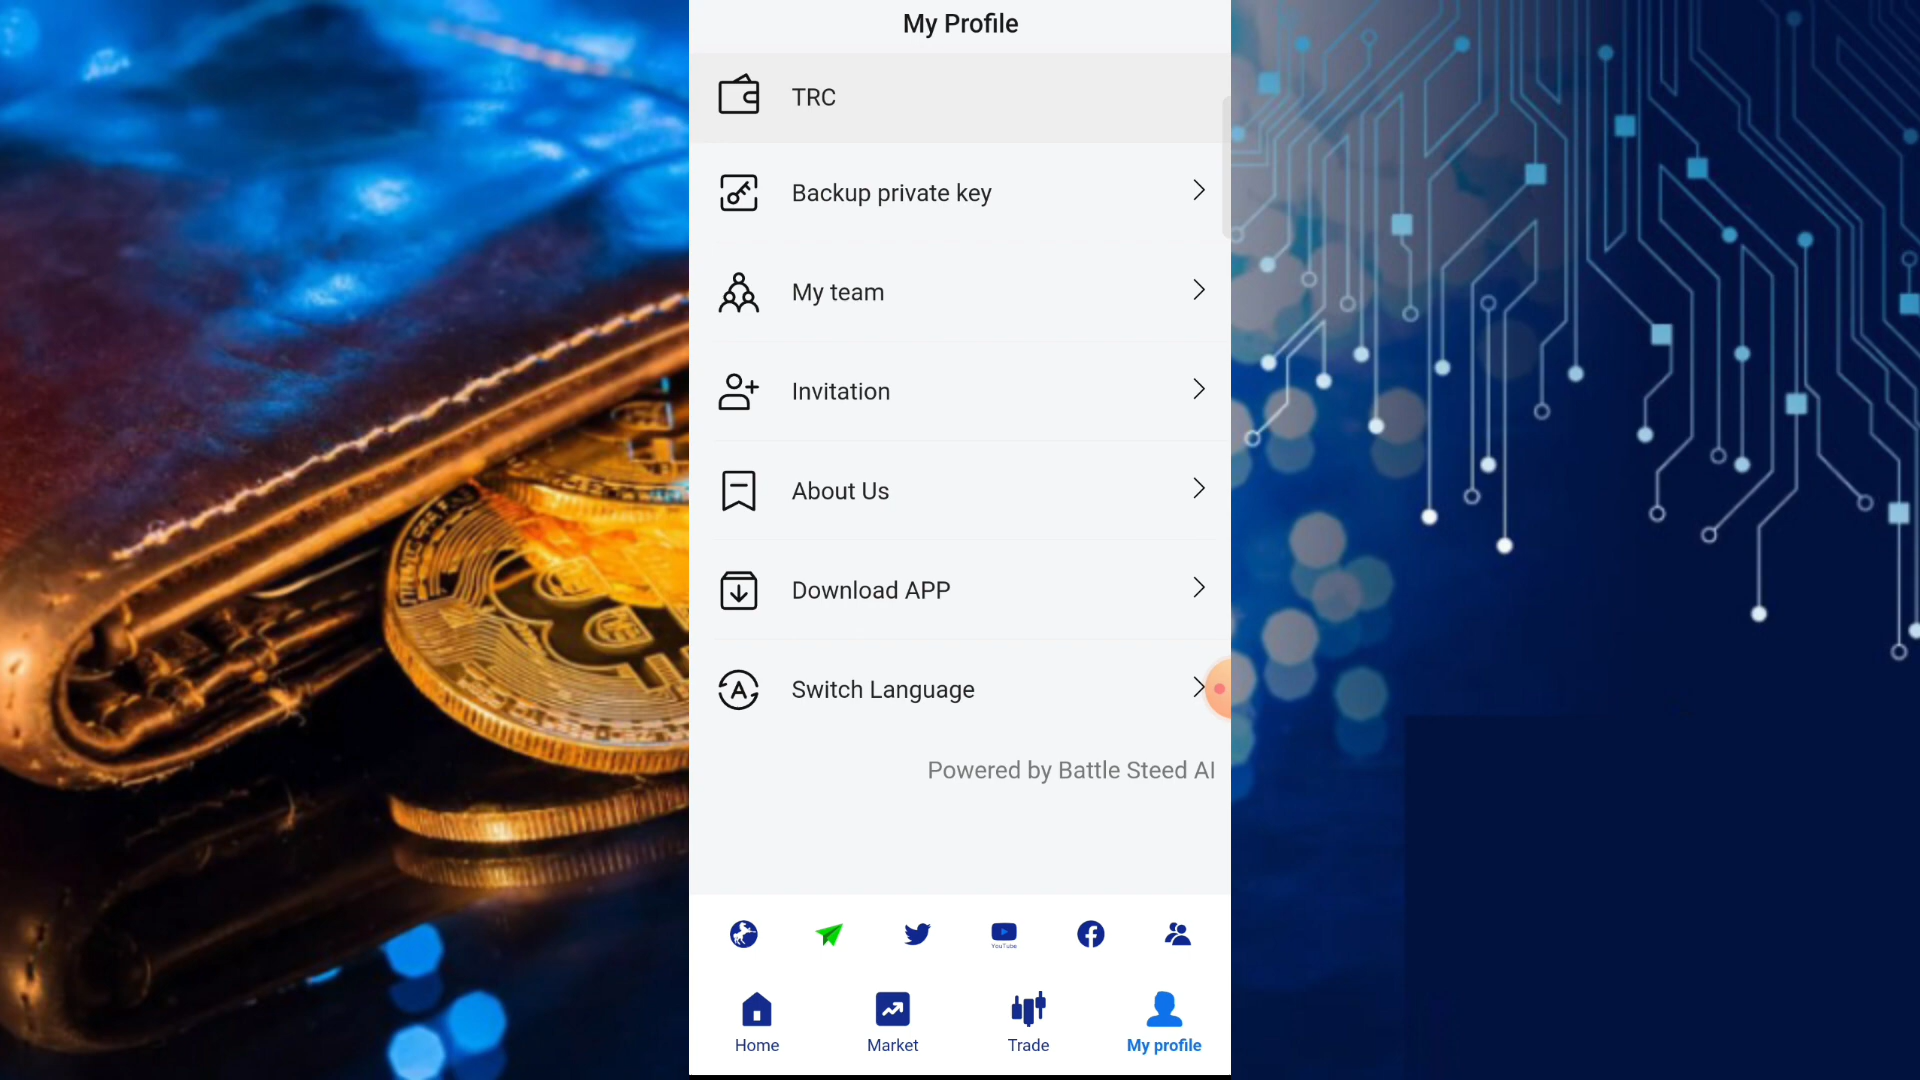 My Profile
TRC
Backup private key
My team
Invitation
About Us
Download APP
Switch Language
Powered by Battle Steed AI
YouTube
Home
Market
Trade
My profile